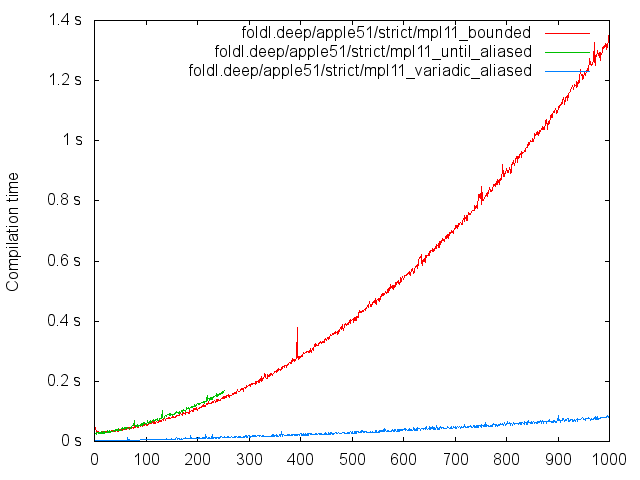 1.4 s
1.2 s
1 s
0.8 s
0.6 s
0.4 s
0.2 s
0 s
Compilation time
foldl.deep/apple51/strict/mpl11_bounded
foldl.deep/apple51/strict/mpl11_until_aliased
foldl.deep/apple51/strict/mpl11_variadic_aliased
0 100 200 300 400 500 600 700 800 900 1000